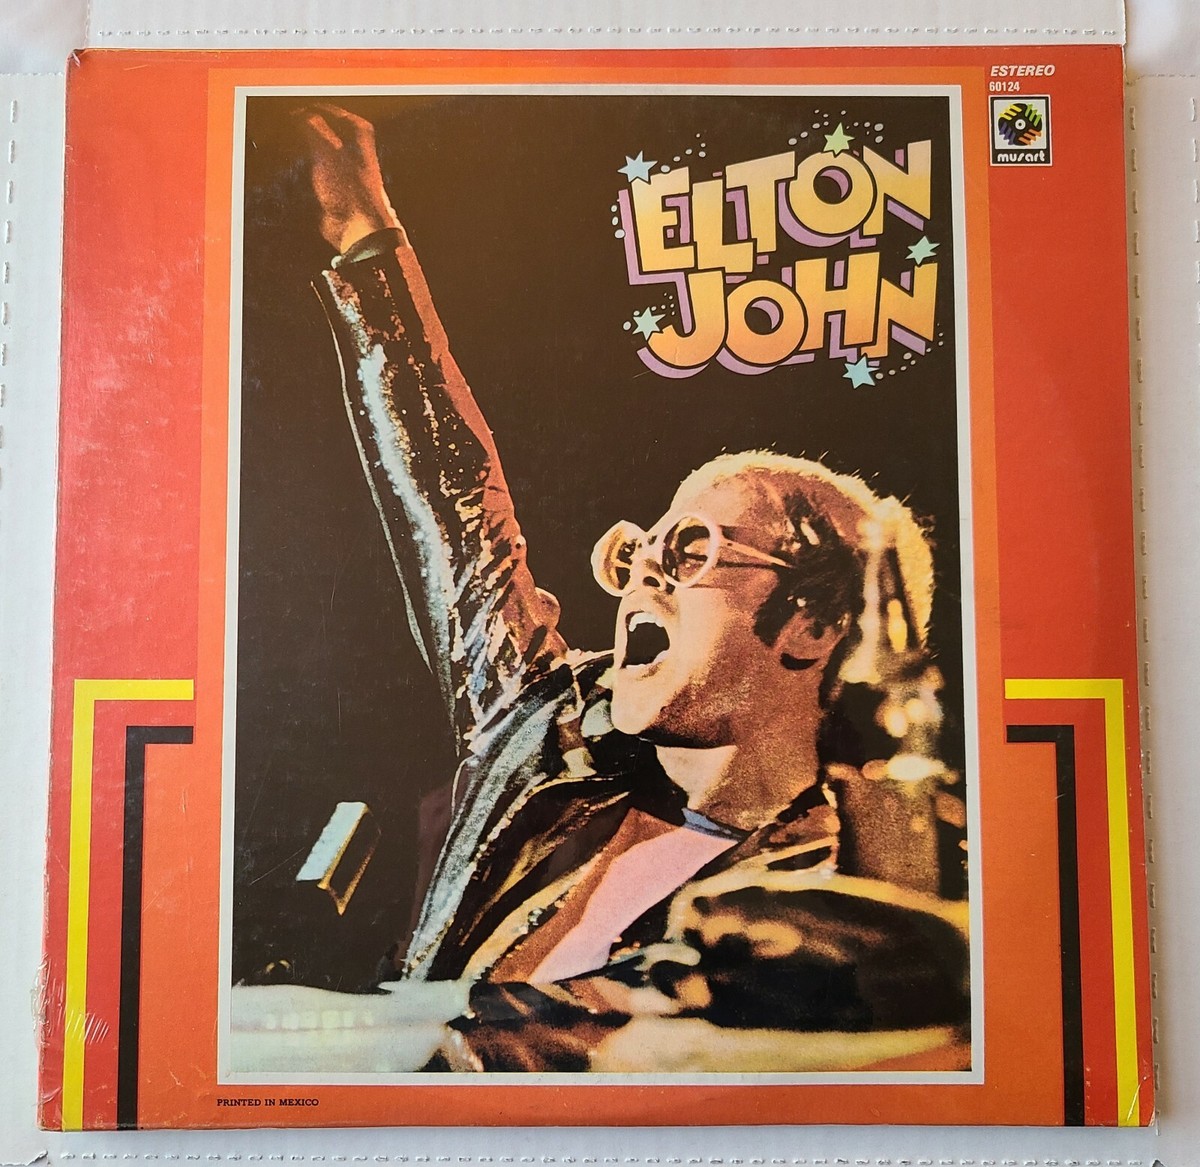 ESTEREO
60124
musart
ELTON
JOHN
PRINTED IN MEXICO